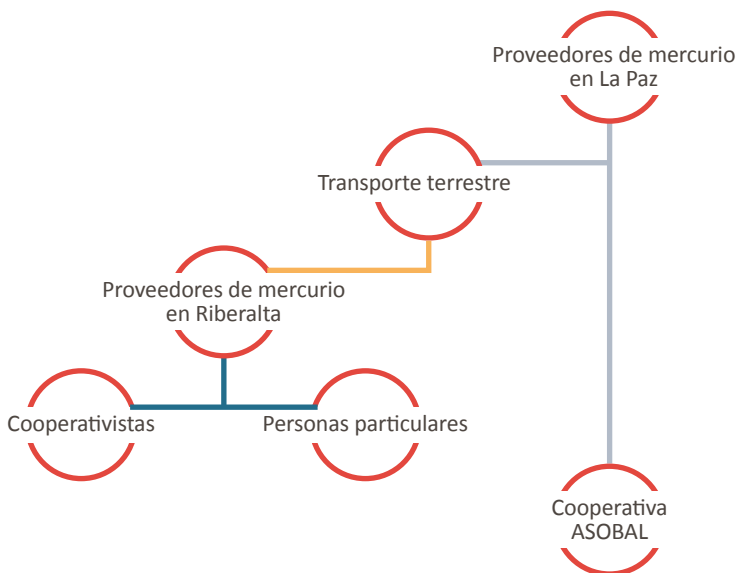 Proveedores de mercurio
en La Paz
Transporte terrestre
Proveedores de mercurio
en Riberalta
Cooperativistas
Personas particulares
Cooperativa
ASOBAL